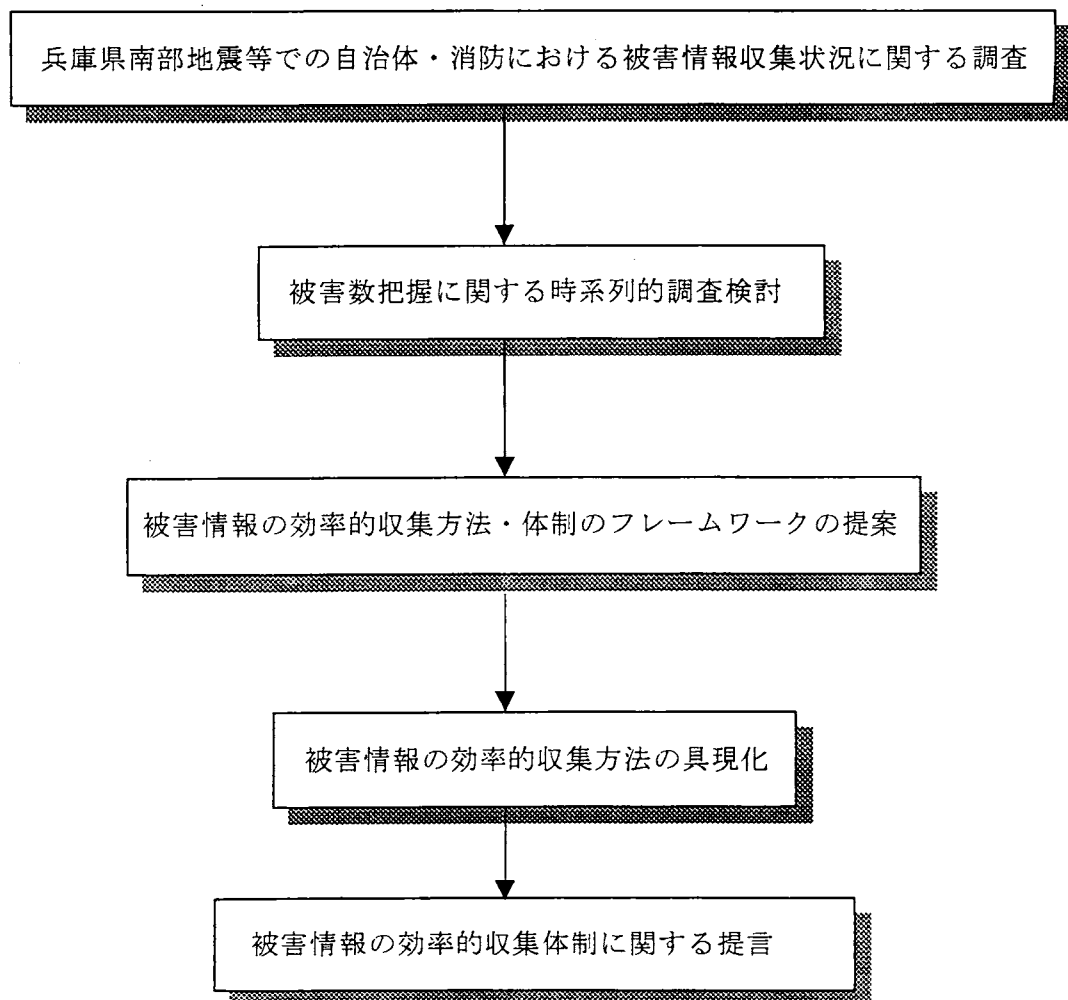 兵庫県南部地震等での自治体・消防における被害情報収集状況に関する調査
被害数把握に関する時系列的調査検討
被害情報の効率的収集方法・体制のフレームワークの提案
被害情報の効率的収集方法の具現化
被害情報の効率的収集体制に関する提言